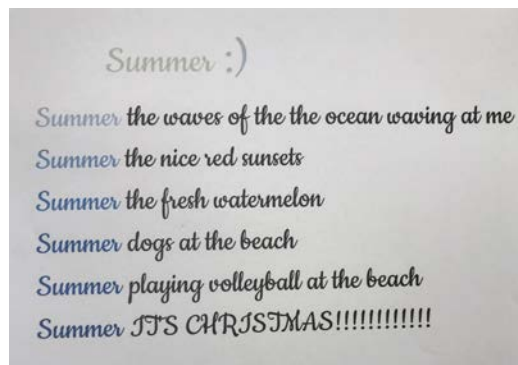 Summer :)
Summer the waves of the the ocean waving at me
Summer the nice red sunsets
Summer the fresh watermelon
Summer dogs at the beach
Summer playing volleyball at the beach
Summer IT'S CHRISTMAS!!!!!!!!!!!!